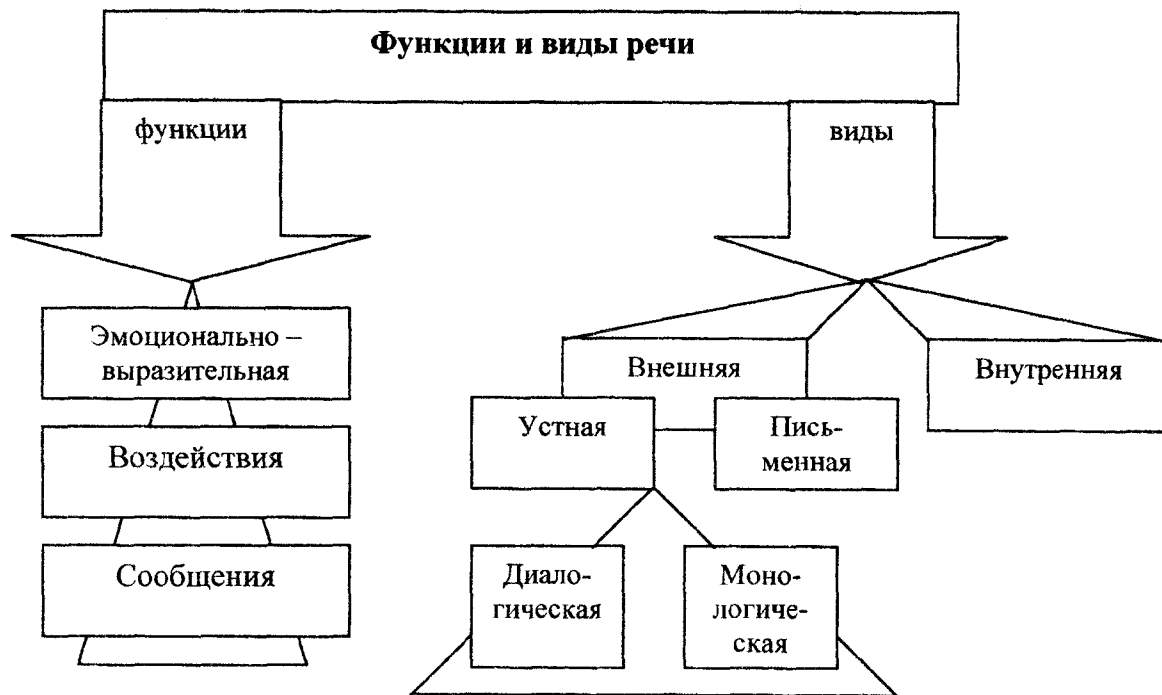 Функции и виды речи
функции
виды
Эмоционально –
выразительная
Воздействия
Сообщения
Внешняя
Внутренняя
Устная
Пись-
менная
Диало-
гическая
Моно-
логиче-
ская